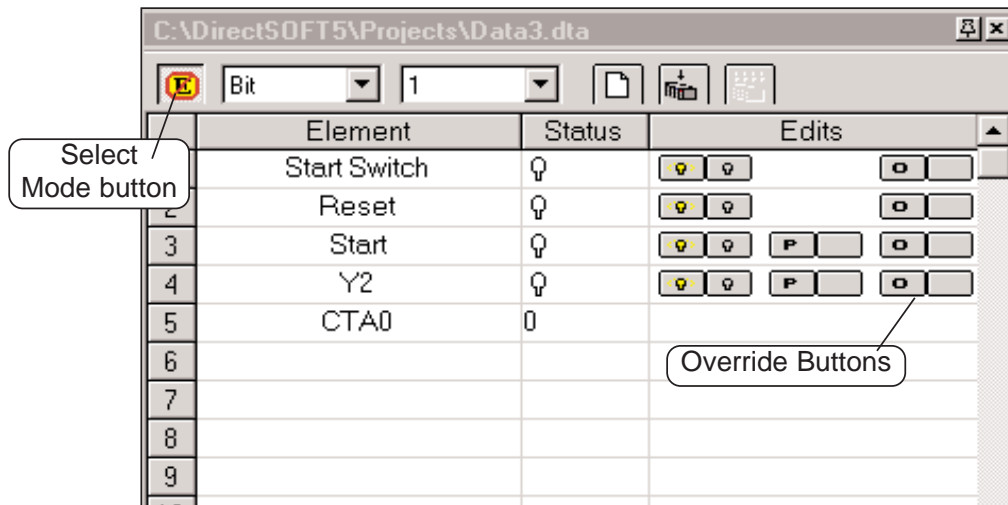 C:\DirectSOFT5\Projects\Data3.dta
E Bit 1
Element Status Edits
Select
Mode button
Start Switch O
2 Reset O
3 Start P O
4 Y2 P O
5 CTA0 0
Override Buttons
6
7
8
9